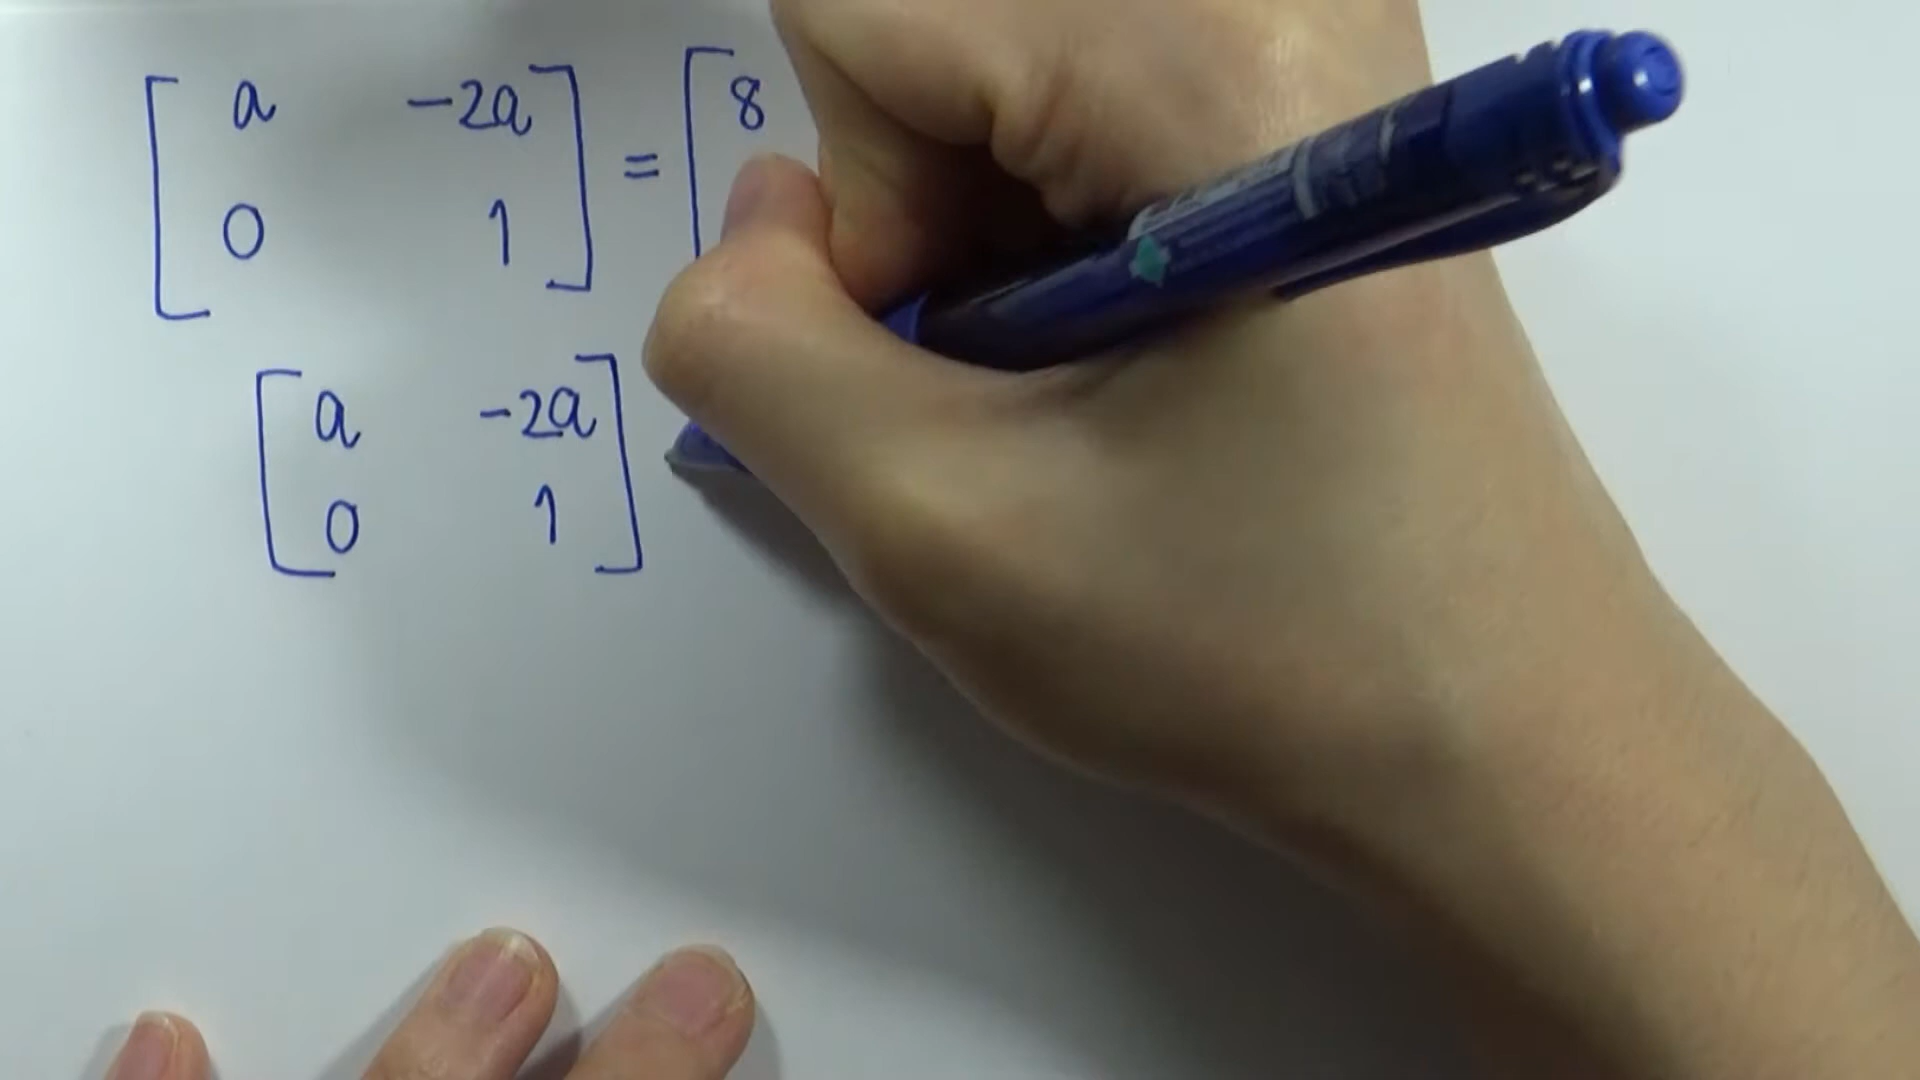 [ a -2a ] = [ 8
0 1
[ a -2a ]
0 1